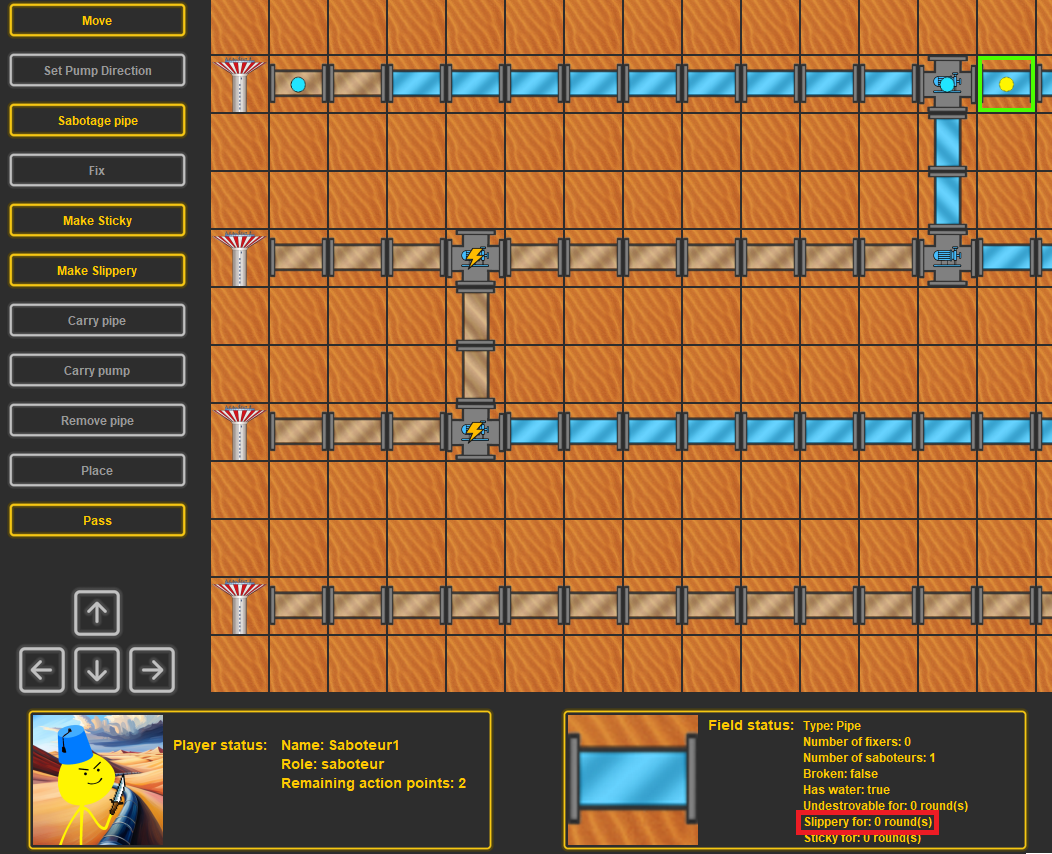 Move
Set Pump Direction
Sabotage pipe
Fix
Make Sticky
Make Slippery
Carry pipe
Carry pump
Remove pipe
Place
Pass
Player status:
Name: Saboteur1
Role: saboteur
Remaining action points: 2
Field status:
Type: Pipe
Number of fixers: 0
Number of saboteurs: 1
Broken: false
Has water: true
Undestroyable for: 0 round(s)
Slippery for: 0 round(s)
Sticky for: 0 round(s)